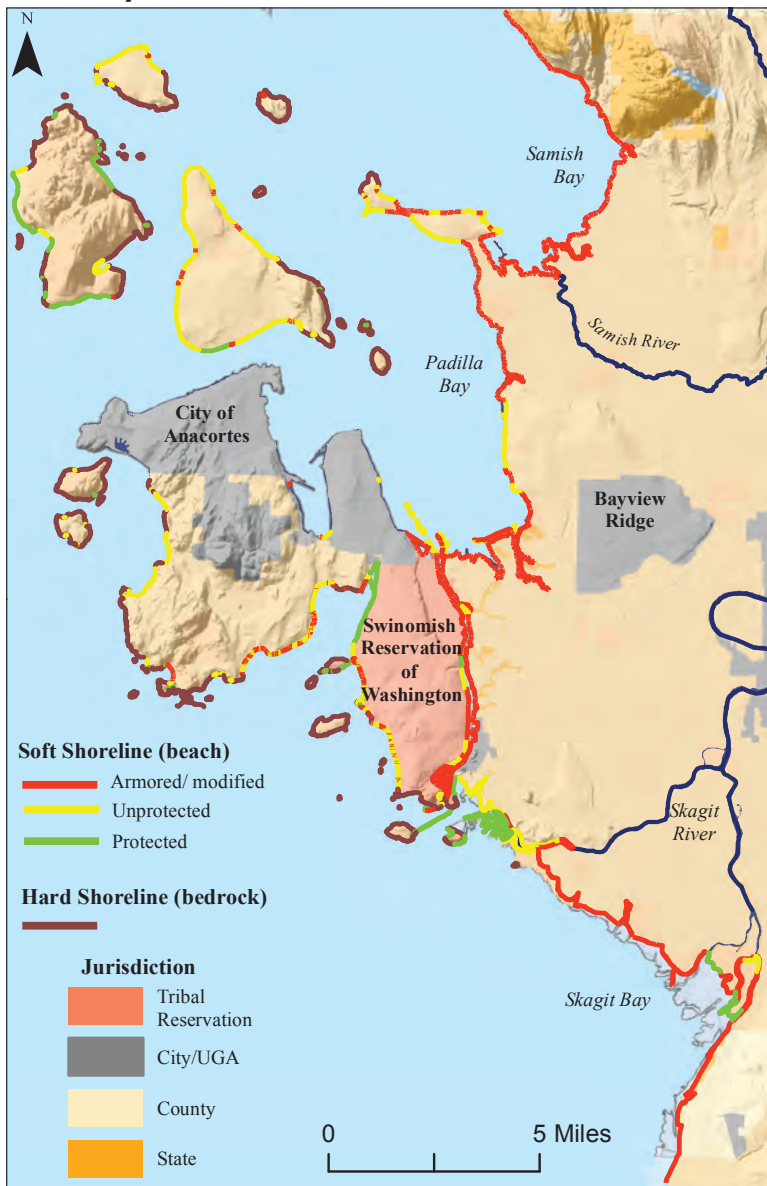 N
Samish
Bay
Samish River
Padilla
Bay
City of
Anacortes
Bayview
Ridge
Swinomish
Reservation
of
Washington
Soft Shoreline (beach)
Armored/ modified
Unprotected
Protected
Skagit
River
Hard Shoreline (bedrock)
Jurisdiction
Tribal
Reservation
Skagit Bay
City/UGA
County
0 5 Miles
State